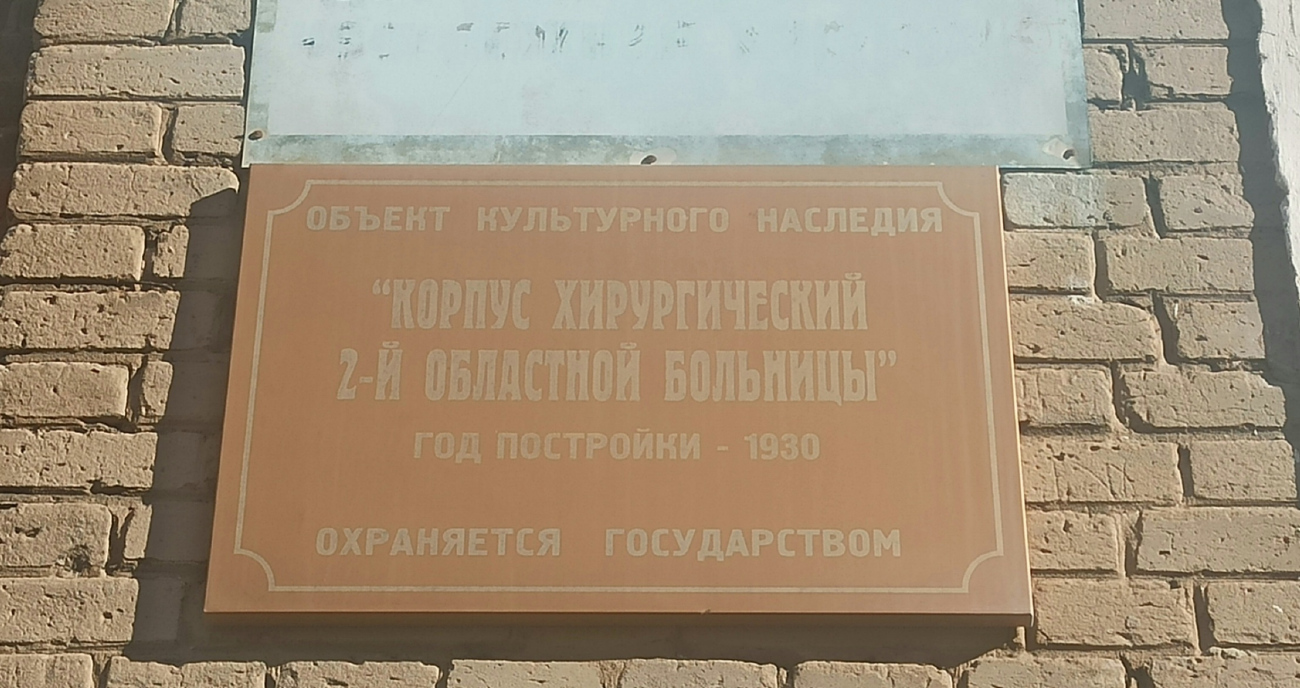 ОБЪЕКТ КУЛЬТУРНОГО НАСЛЕДИЯ
“КОРПУС ХИРУРГИЧЕСКИЙ
2-Й ОБЛАСТНОЙ БОЛЬНИЦЫ”
ГОД ПОСТРОЙКИ - 1930
ОХРАНЯЕТСЯ ГОСУДАРСТВОМ